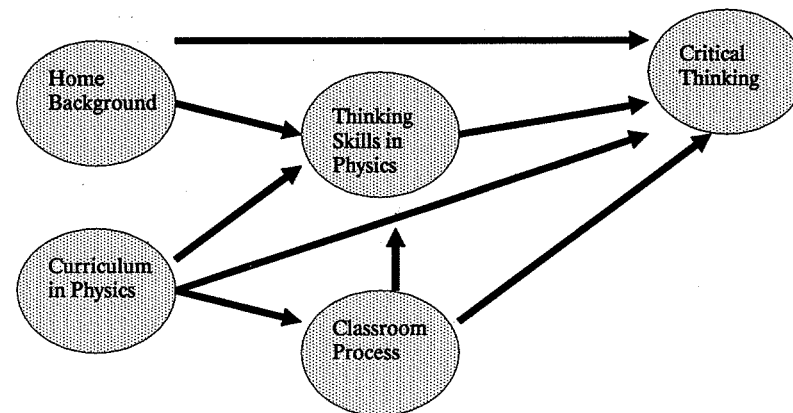 Home
Background
Thinking
Skills in
Physics
Critical
Thinking
Curriculum
in Physics
Classroom
Process